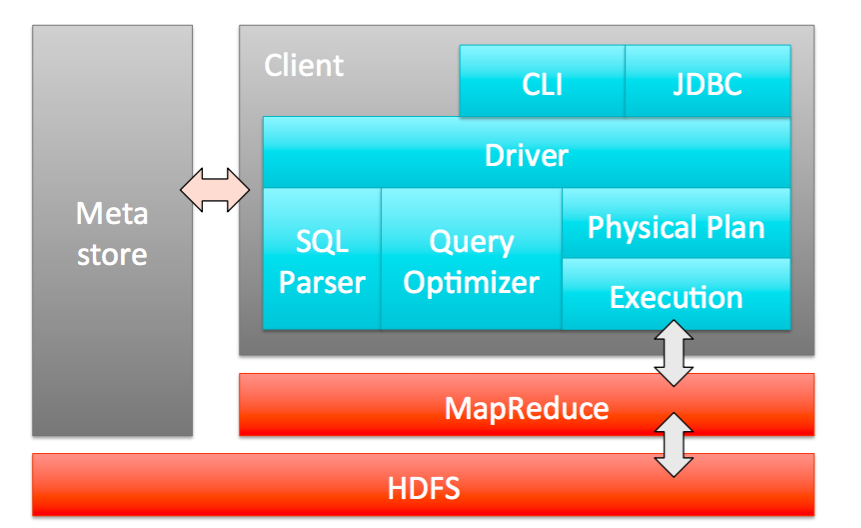 Client
CLI
JDBC
Driver
Meta
store
SQL
Parser
Query
Optimizer
Physical Plan
Execution
MapReduce
HDFS